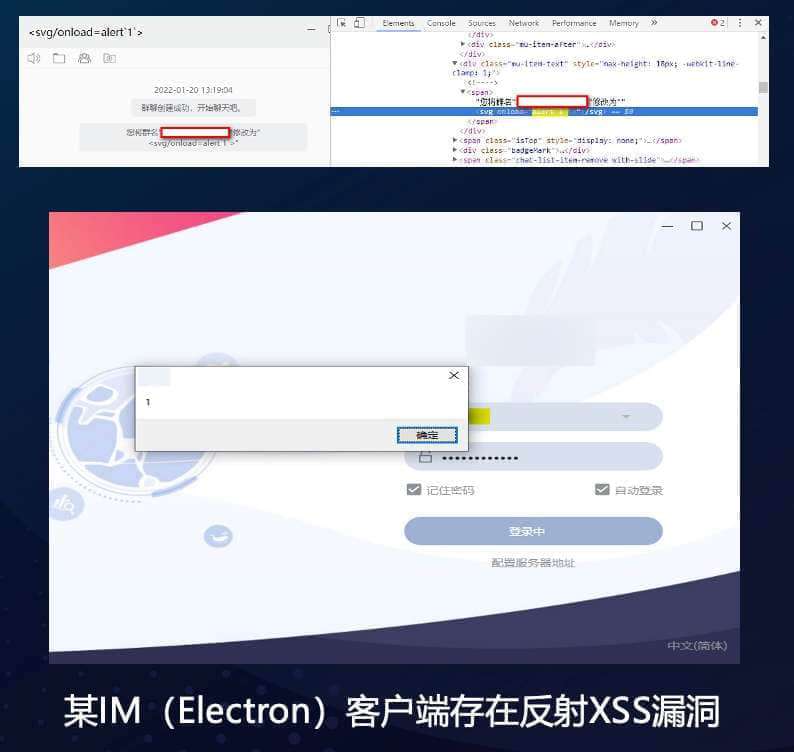 <svg/onload=alert`1`>
2022-01-20 13:19:04
群聊创建成功，开始聊天吧。
您将群名"
"修改为"
<svg/onload=alert`1`>"
Elements Console Sources Network Performance Memory » 2
</div>
▶<div class="mu-item-after">…</div>
</div>
▼<div class="mu-item-text" style="max-height: 18px; -webkit-line-
clamp: 1;">
<!---->
▼<span>
"您将群名"
"修改为""
<svg onload="alert`1`
</svg> == $0
</span>
</div>
▶<span class="isTop" style="display: none;">…</span>
▶<div class="badgeMark">…</div>
▶<span class="chat-list-item-remove with-slide">…</span>
1
确定
••••••••••••
记住密码
自动登录
登录中
配置服务器地址
中文(简体)
某IM（Electron）客户端存在反射XSS漏洞